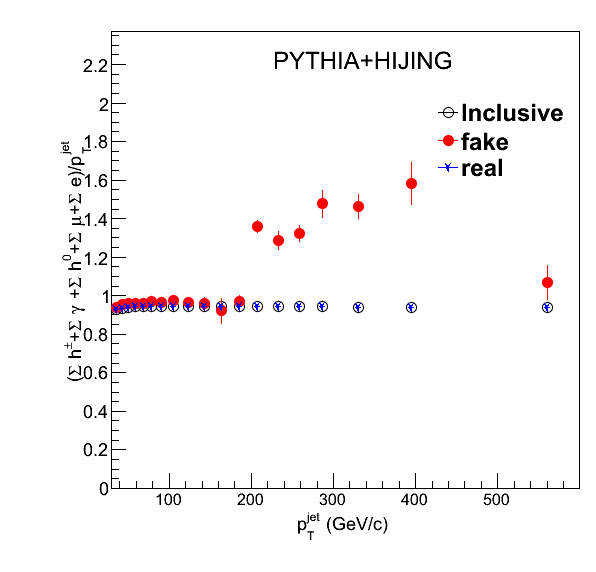 PYTHIA+HIJING
Inclusive
fake
real
(Σ h± +Σ γ +Σ h⁰+Σ μ+Σ e)/p_T^jet
2.2
2
1.8
1.6
1.4
1.2
1
0.8
0.6
0.4
0.2
0
100 200 300 400 500
p_T^jet (GeV/c)